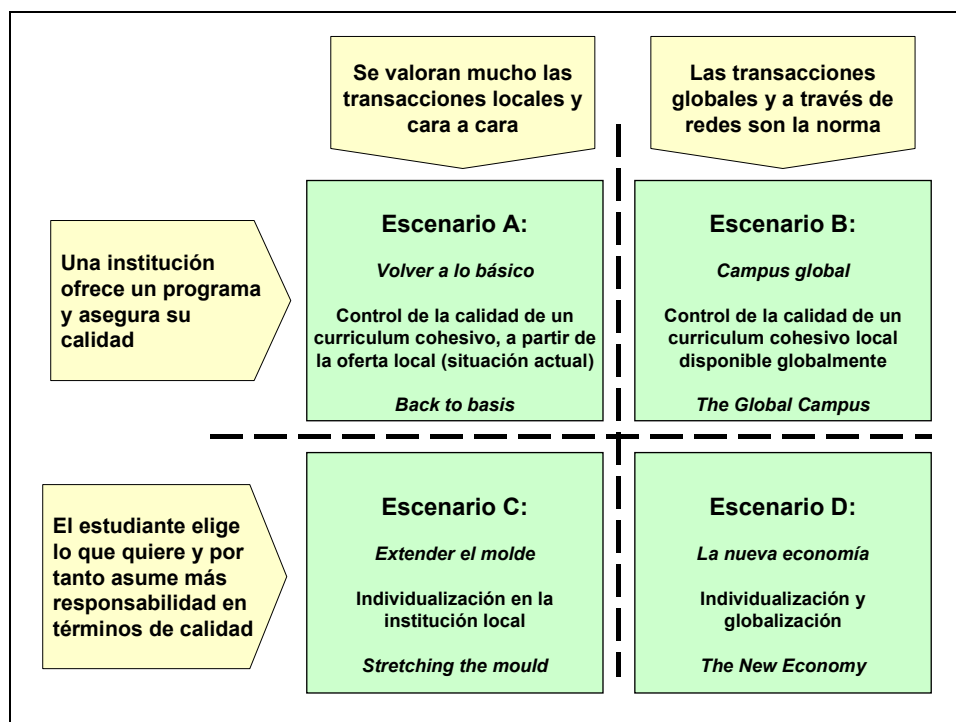 Se valoran mucho las
transacciones locales y
cara a cara
Las transacciones
globales y a través de
redes son la norma
Una institución
ofrece un programa
y asegura su
calidad
Escenario A:
Volver a lo básico
Control de la calidad de un
curriculum cohesivo, a partir de
la oferta local (situación actual)
Back to basis
Escenario B:
Campus global
Control de la calidad de un
curriculum cohesivo local
disponible globalmente
The Global Campus
El estudiante elige
lo que quiere y por
tanto asume más
responsabilidad en
términos de calidad
Escenario C:
Extender el molde
Individualización en la
institución local
Stretching the mould
Escenario D:
La nueva economía
Individualización y
globalización
The New Economy